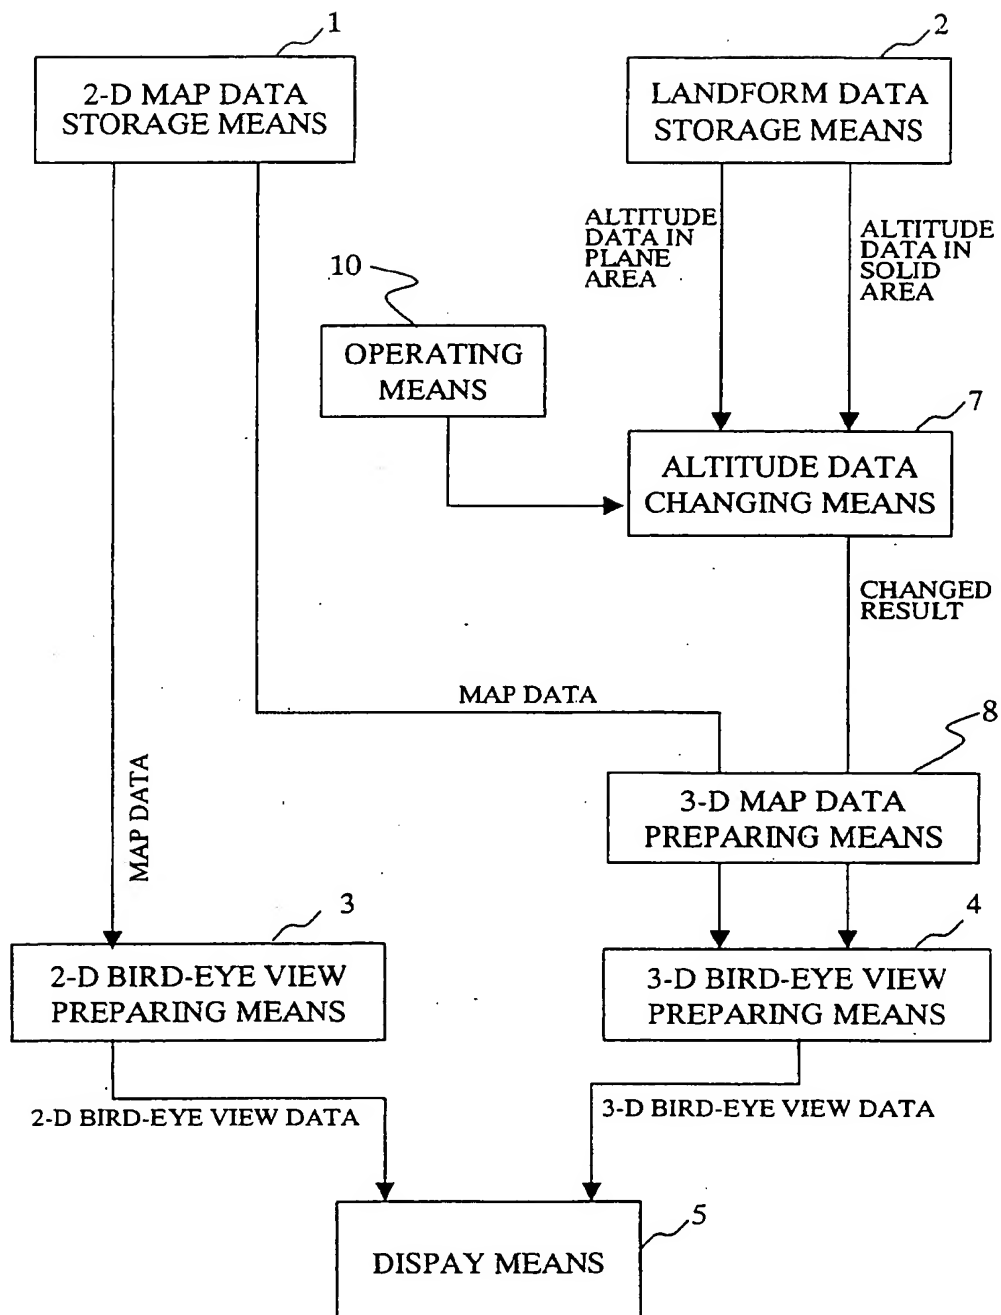 1
2-D MAP DATA
STORAGE MEANS
2
LANDFORM DATA
STORAGE MEANS
ALTITUDE
DATA IN
PLANE
AREA
ALTITUDE
DATA IN
SOLID
AREA
10
OPERATING
MEANS
7
ALTITUDE DATA
CHANGING MEANS
CHANGED
RESULT
MAP DATA
MAP DATA
8
3-D MAP DATA
PREPARING MEANS
3
2-D BIRD-EYE VIEW
PREPARING MEANS
4
3-D BIRD-EYE VIEW
PREPARING MEANS
2-D BIRD-EYE VIEW DATA
3-D BIRD-EYE VIEW DATA
5
DISPAY MEANS